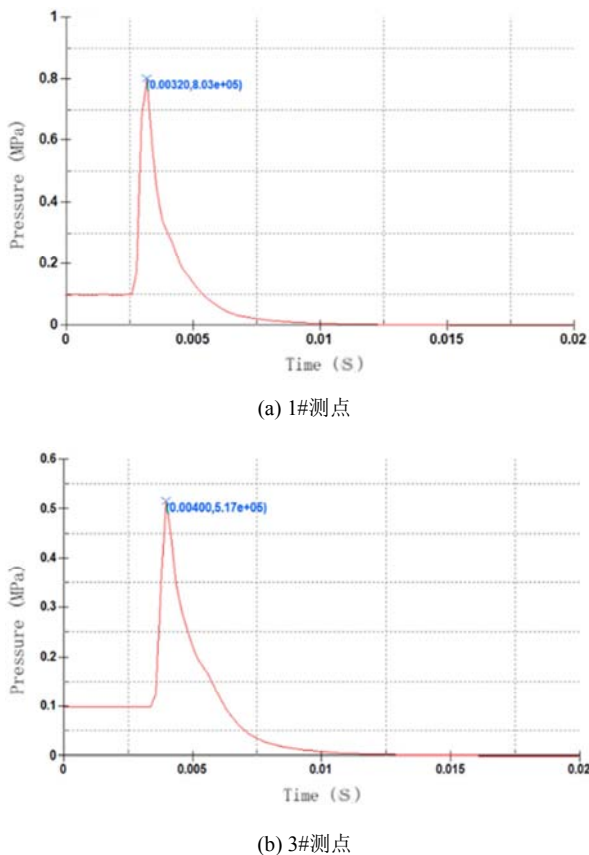 1
0.8
(0.00320,8.03e+05)
0.6
0.4
0.2
0
0 0.005 0.01 0.015 0.02
Pressure (MPa)
Time (S)
(a) 1#测点
0.6
0.5
(0.00400,5.17e+05)
0.4
0.3
0.2
0.1
0
0 0.005 0.01 0.015 0.02
Pressure (MPa)
Time (S)
(b) 3#测点